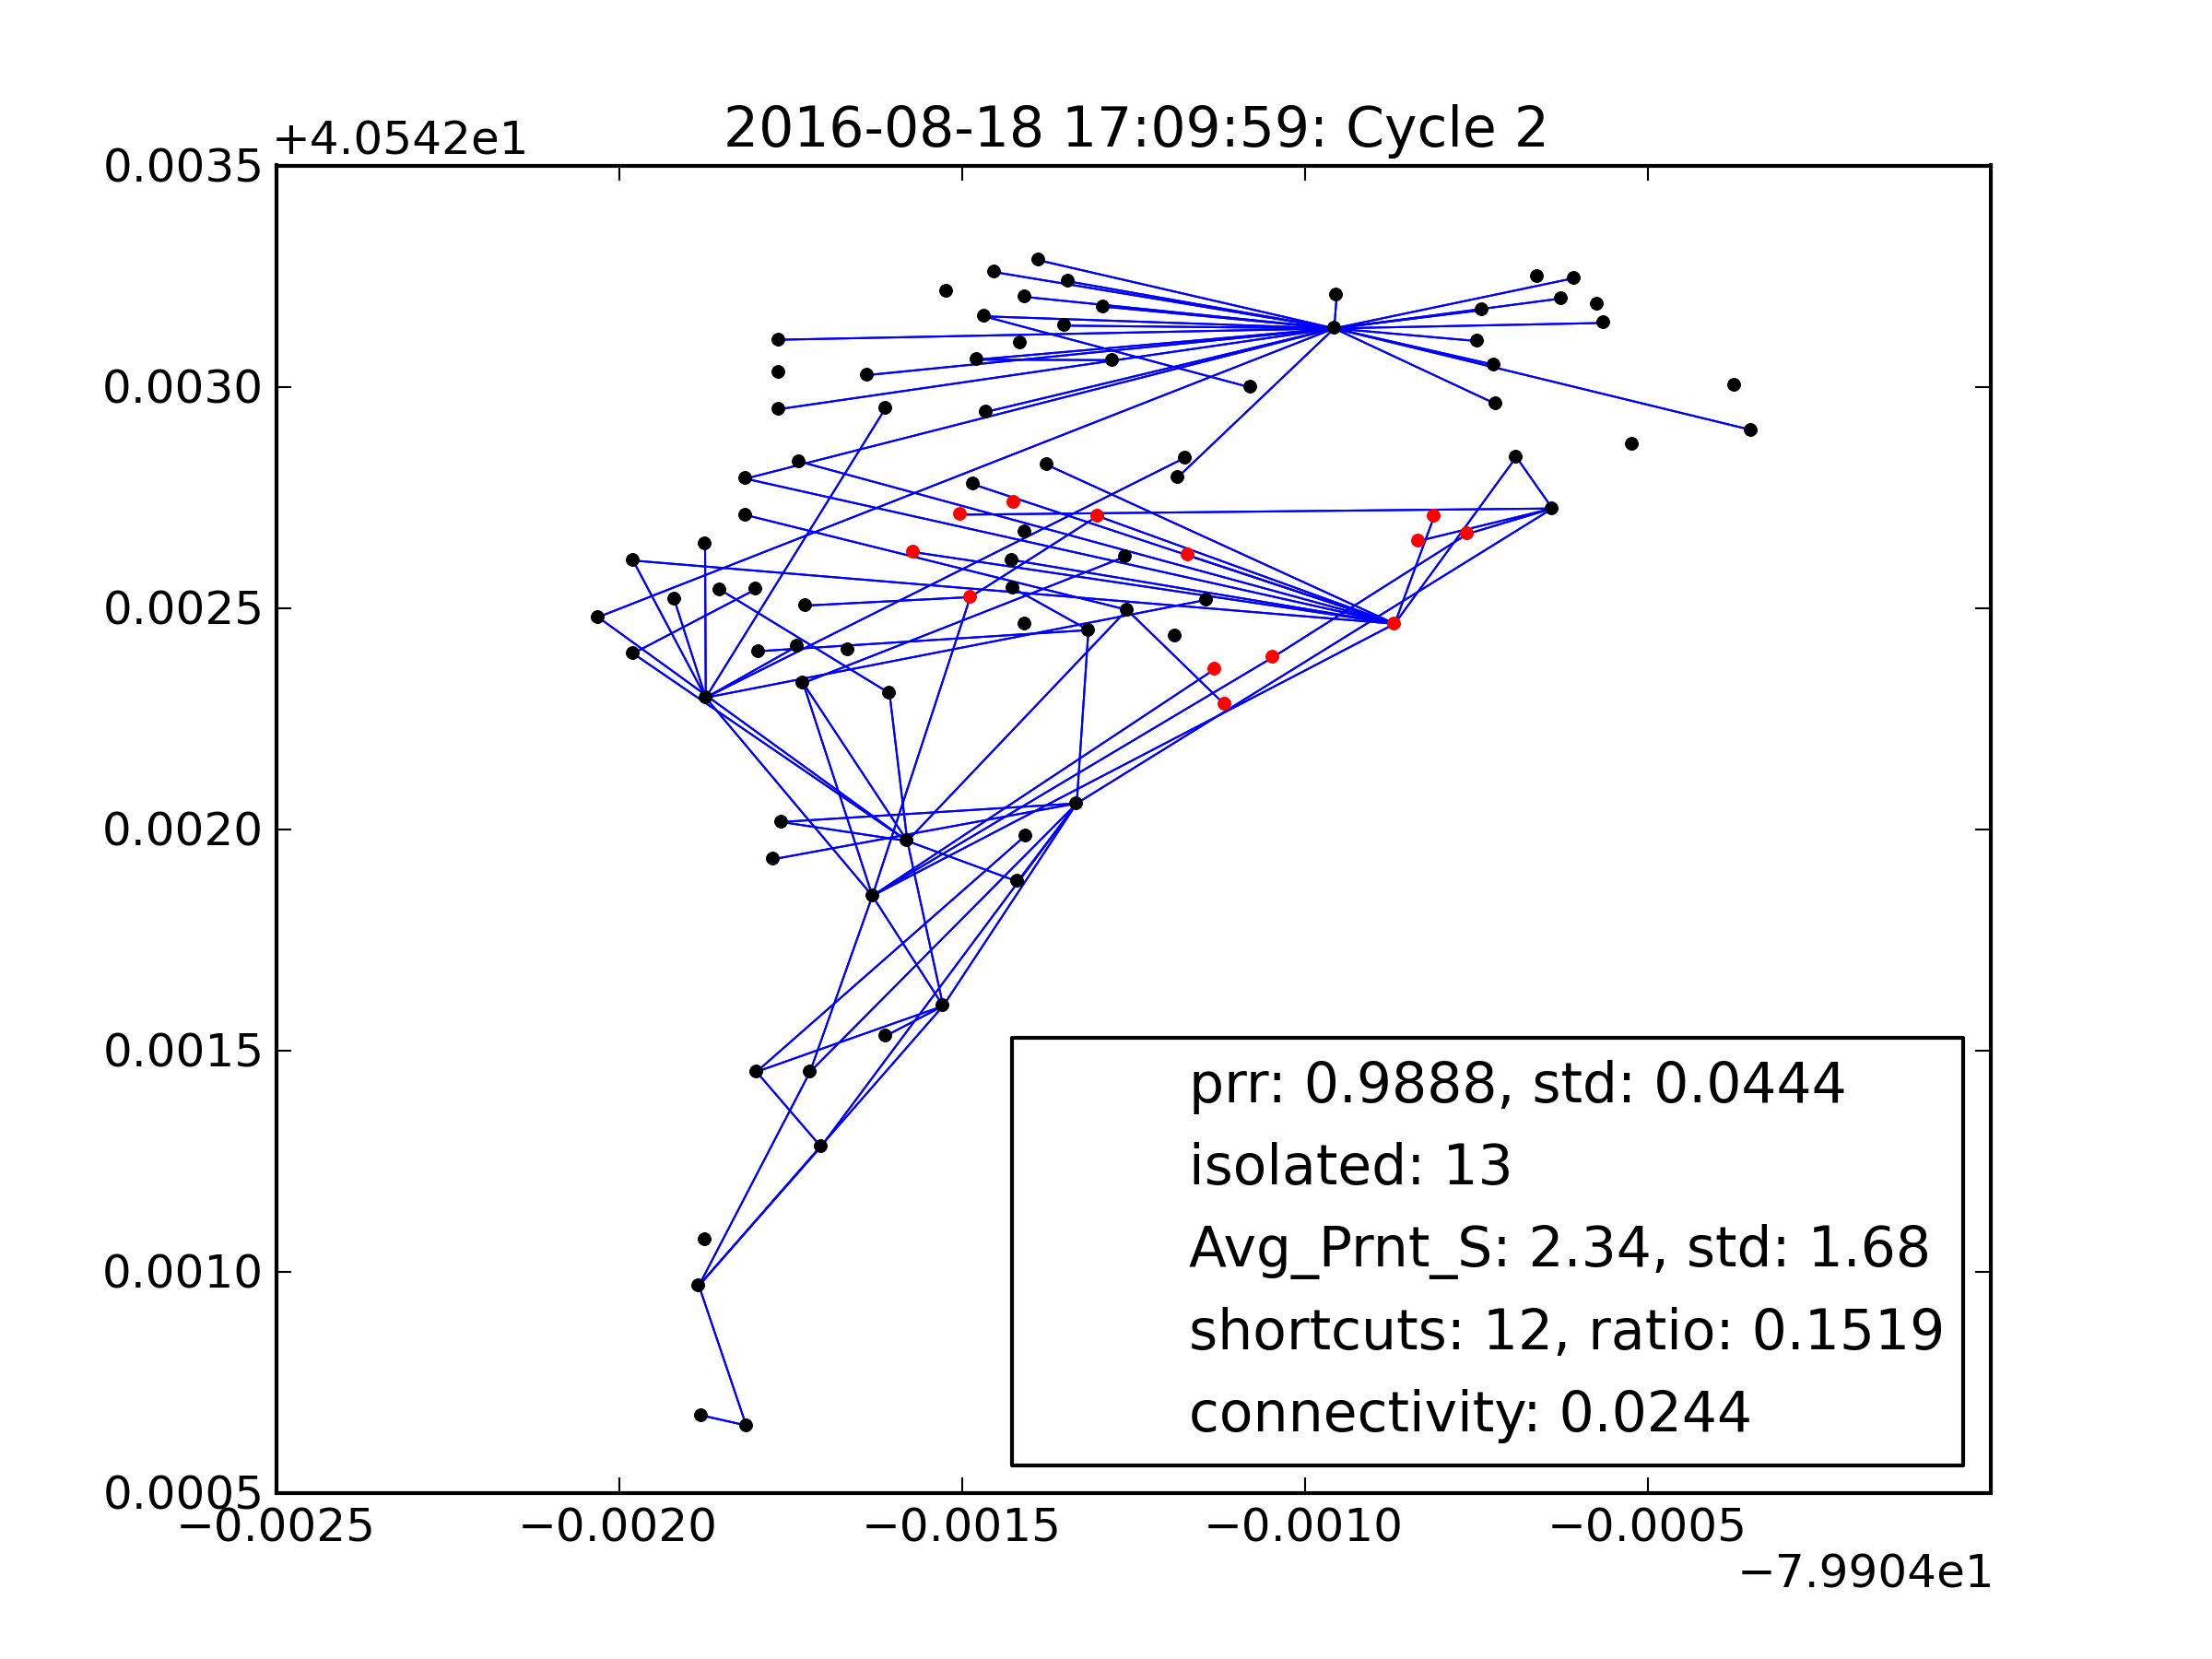 2016-08-18 17:09:59: Cycle 2
+4.0542e1
0.0035
0.0030
0.0025
0.0020
0.0015
0.0010
0.0005
prr: 0.9888, std: 0.0444
isolated: 13
Avg_Prnt_S: 2.34, std: 1.68
shortcuts: 12, ratio: 0.1519
connectivity: 0.0244
−0.0025 −0.0020 −0.0015 −0.0010 −0.0005
−7.9904e1